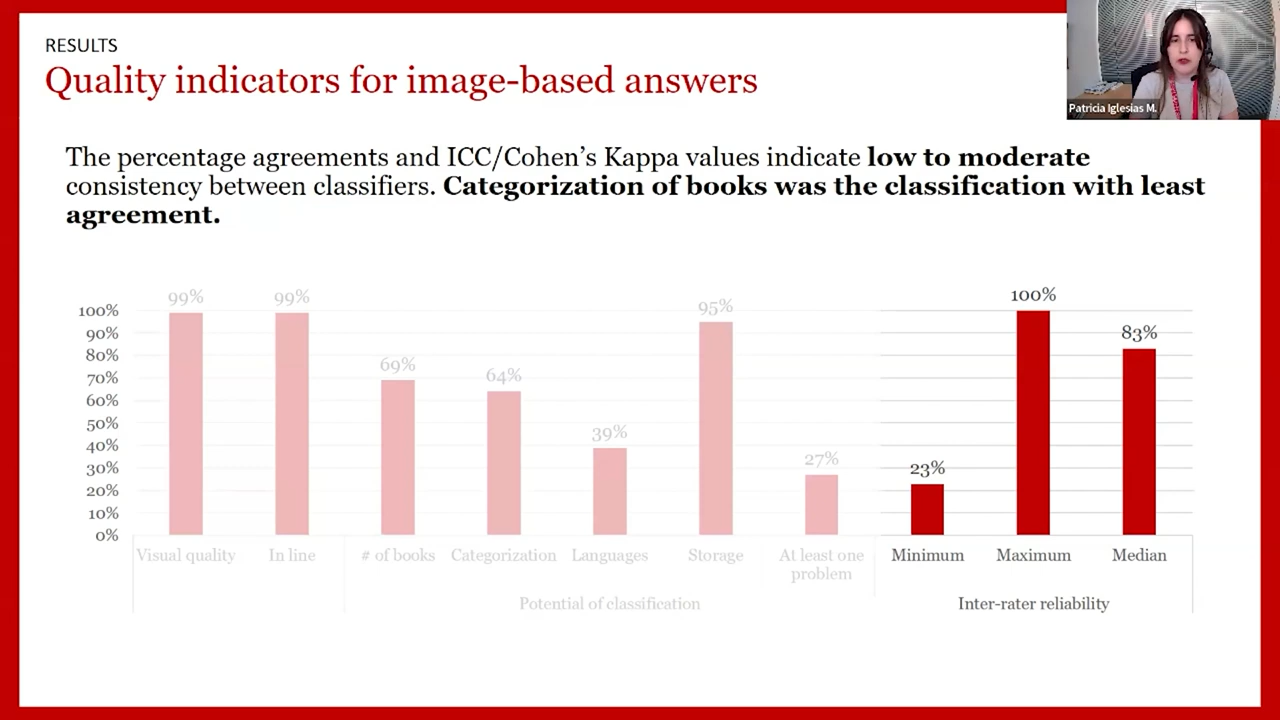 RESULTS
Quality indicators for image-based answers
Patricia Iglesias M.
The percentage agreements and ICC/Cohen's Kappa values indicate low to moderate
consistency between classifiers. Categorization of books was the classification with least
agreement.
99%
99%
69%
64%
39%
95%
27%
23%
100%
83%
100%
90%
80%
70%
60%
50%
40%
30%
20%
10%
0%
Visual quality
In line
# of books
Categorization
Languages
Storage
At least one
problem
Minimum
Maximum
Median
Potential of classification
Inter-rater reliability